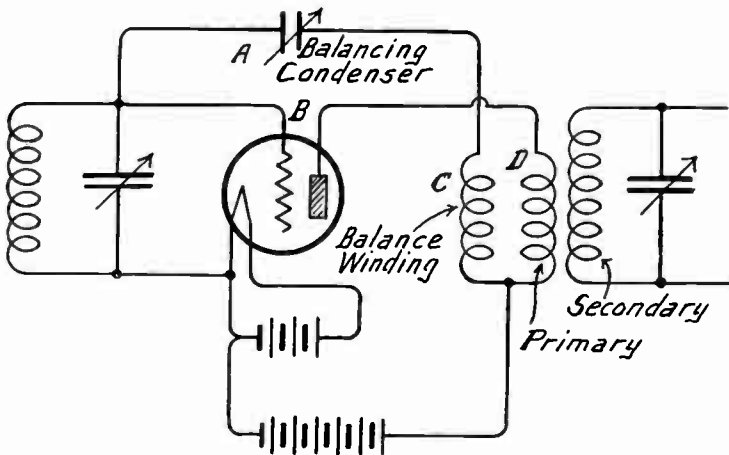 A
Balancing
Condenser
B
C
D
Balance
Winding
Secondary
Primary